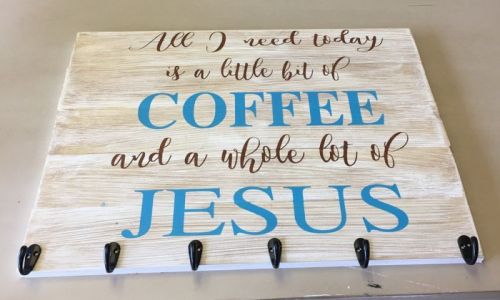 All I need today
is a little bit of
COFFEE
and a whole lot of
JESUS